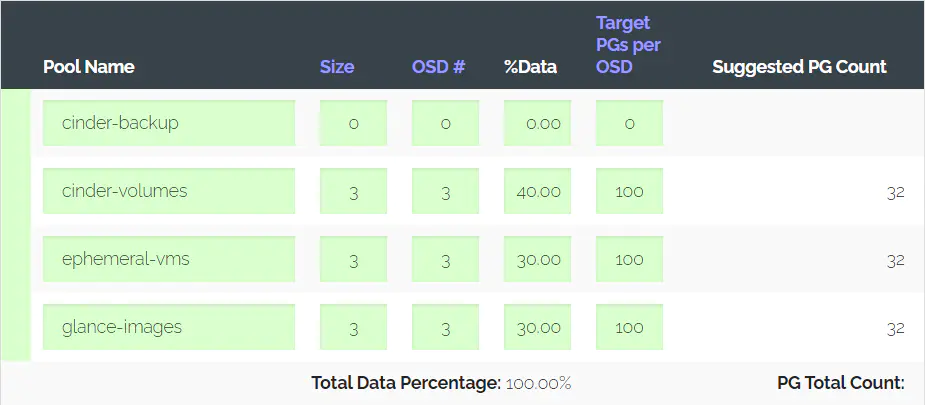 Pool Name Size OSD # %Data Target PGs per OSD Suggested PG Count
cinder-backup 0 0 0.00 0
cinder-volumes 3 3 40.00 100 32
ephemeral-vms 3 3 30.00 100 32
glance-images 3 3 30.00 100 32
Total Data Percentage: 100.00% PG Total Count: